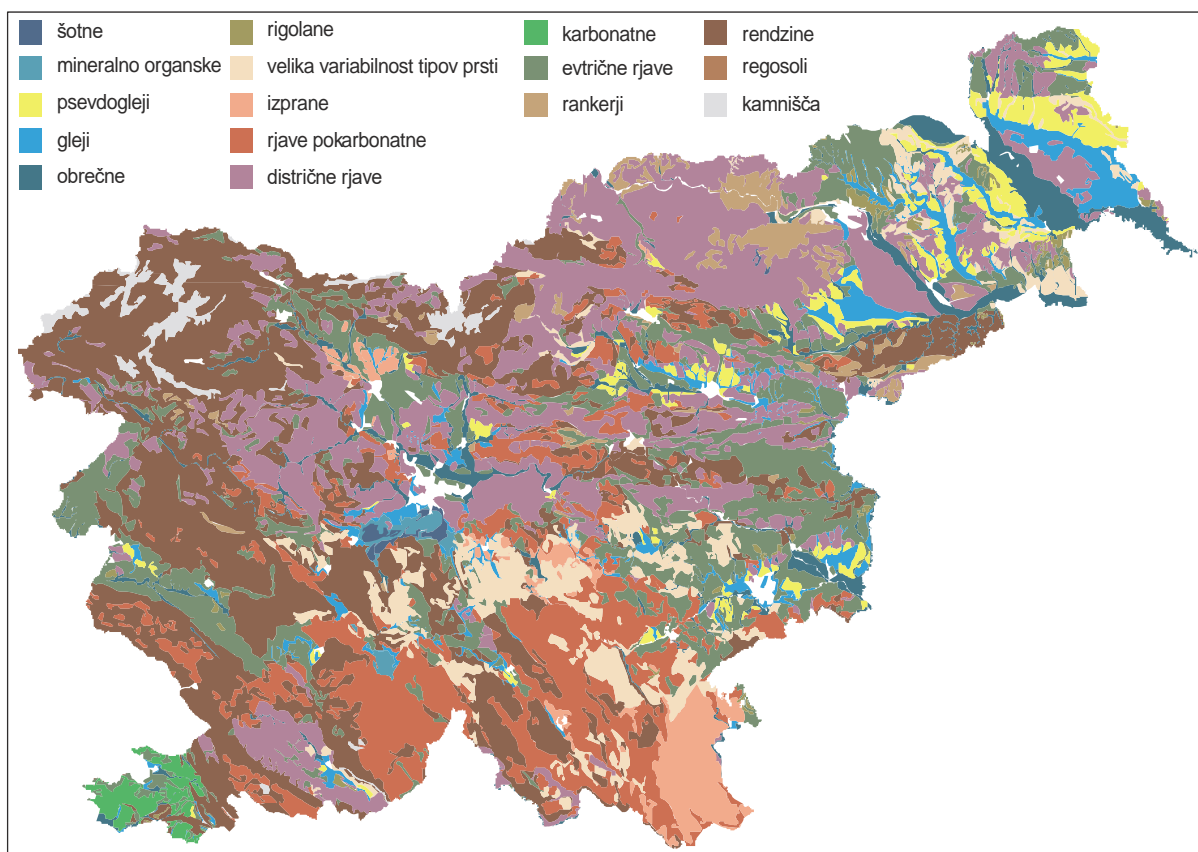 šotne
mineralno organske
psevdogleji
gleji
obrečne
rigolane
velika variabilnost tipov prsti
izprane
rjave pokarbonatne
distrične rjave
karbonatne
evtrične rjave
rankerji
rendzine
regosoli
kamnišča